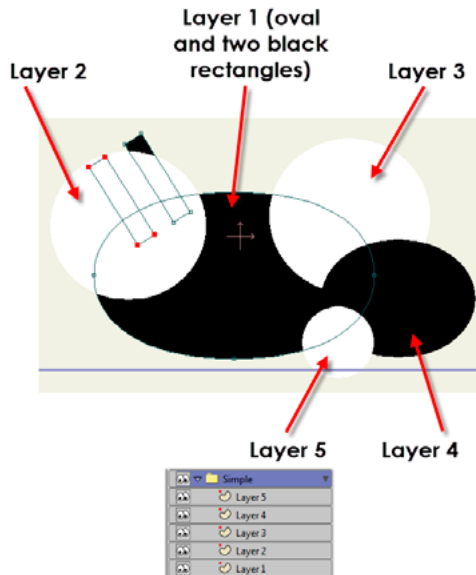 Layer 1 (oval
and two black
rectangles)
Layer 2
Layer 3
Layer 5
Layer 4
Simple
Layer 5
Layer 4
Layer 3
Layer 2
Layer 1